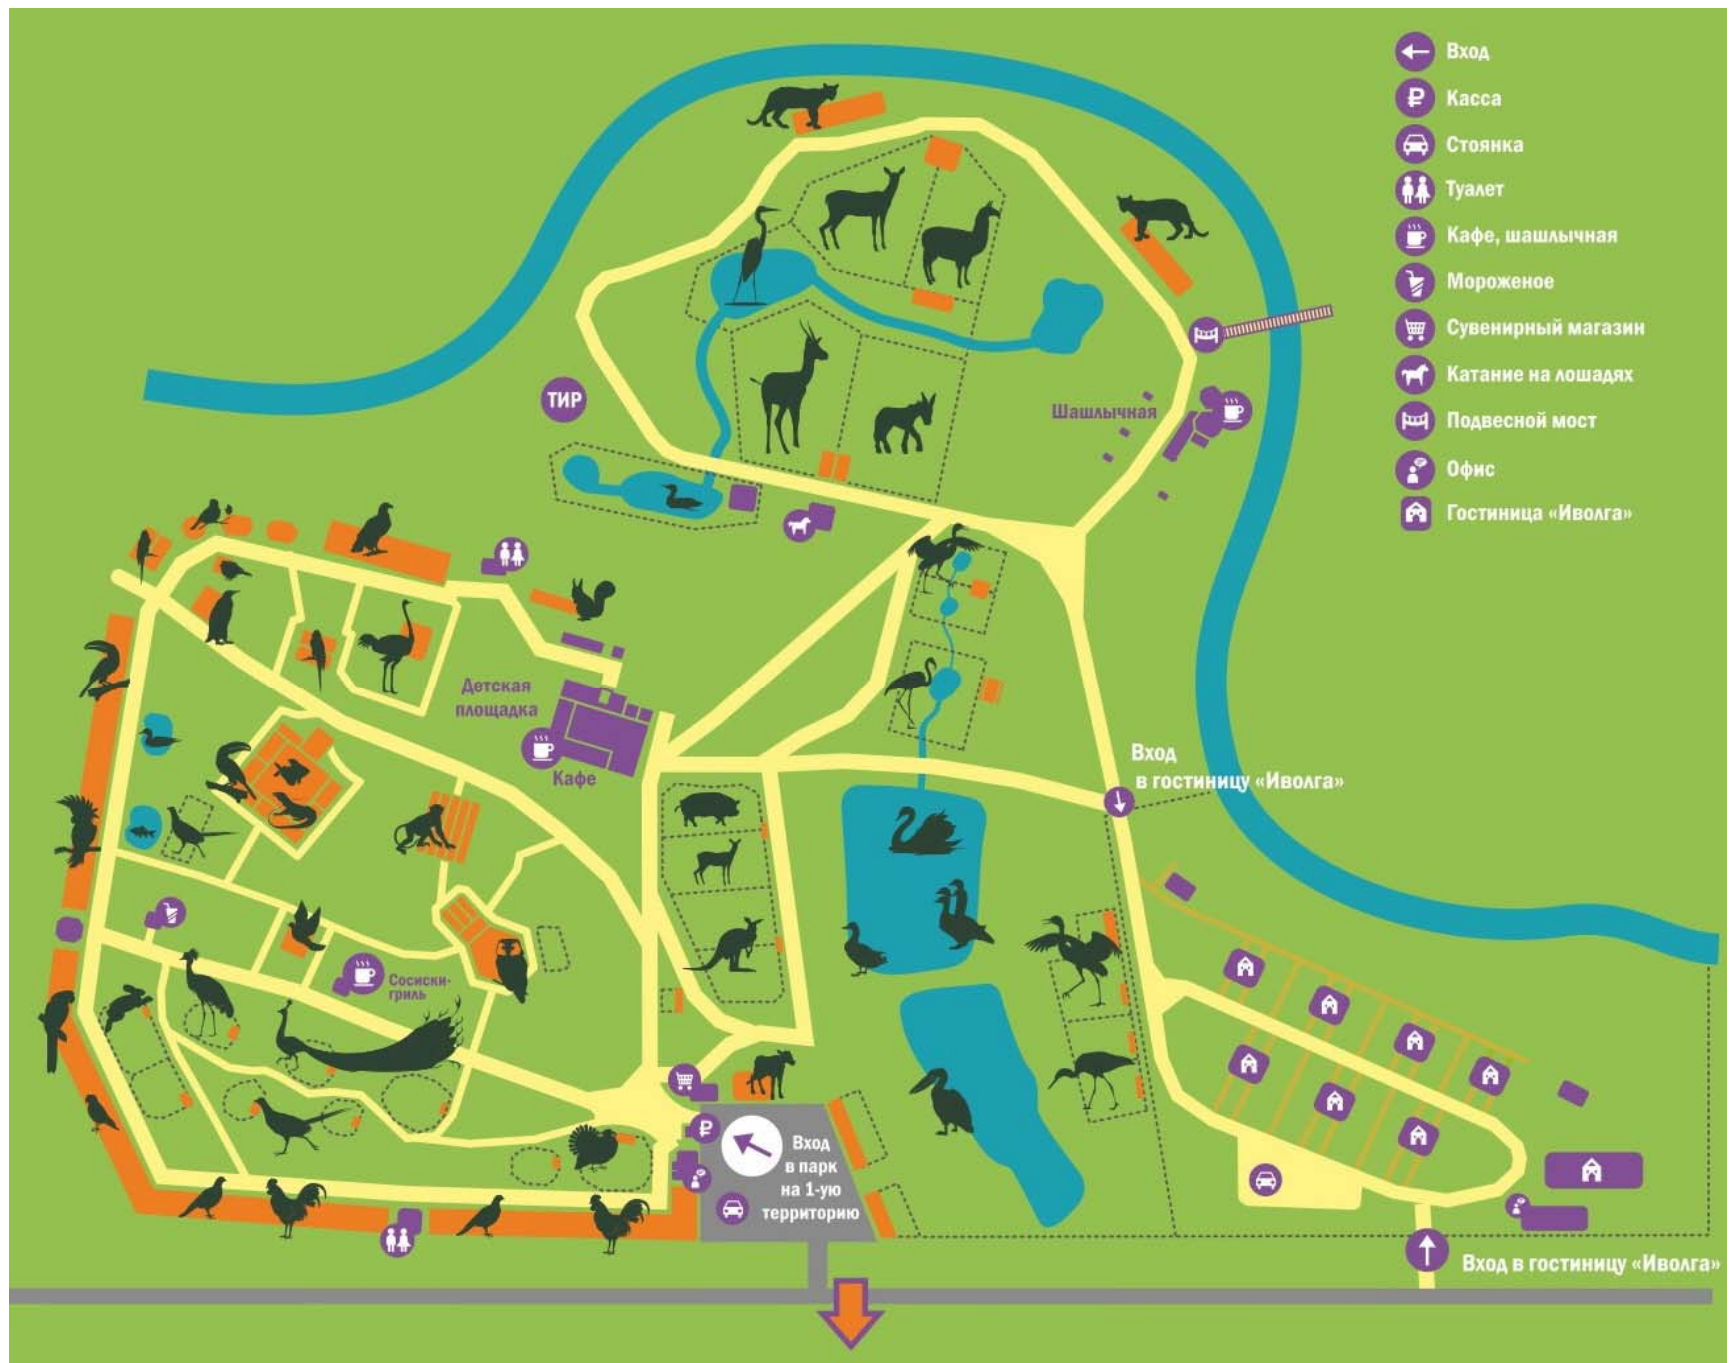 Вход
Касса
Стоянка
Туалет
Кафе, шашлычная
Мороженое
Сувенирный магазин
Катание на лошадях
Подвесной мост
Офис
Гостиница «Иволга»
ТИР
Шашлычная
Детская
площадка
Кафе
Вход
в гостиницу «Иволга»
Сосиски-
гриль
Вход
в парк
на 1-ую
территорию
Вход в гостиницу «Иволга»